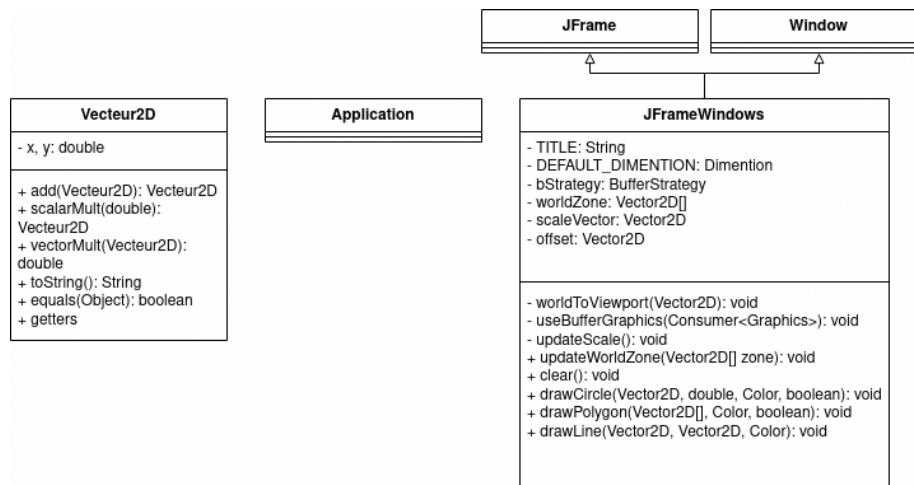 JFrame
Window
Vecteur2D
- x, y: double
+ add(Vecteur2D): Vecteur2D
+ scalarMult(double):
Vecteur2D
+ vectorMult(Vecteur2D):
double
+ toString(): String
+ equals(Object): boolean
+ getters
Application
JFrameWindows
- TITLE: String
- DEFAULT_DIMENTION: Dimention
- bStrategy: BufferStrategy
- worldZone: Vector2D[]
- scaleVector: Vector2D
- offset: Vector2D
- worldToViewport(Vector2D): void
- useBufferGraphics(Consumer<Graphics>): void
- updateScale(): void
+ updateWorldZone(Vector2D[] zone): void
+ clear(): void
+ drawCircle(Vector2D, double, Color, boolean): void
+ drawPolygon(Vector2D[], Color, boolean): void
+ drawLine(Vector2D, Vector2D, Color): void